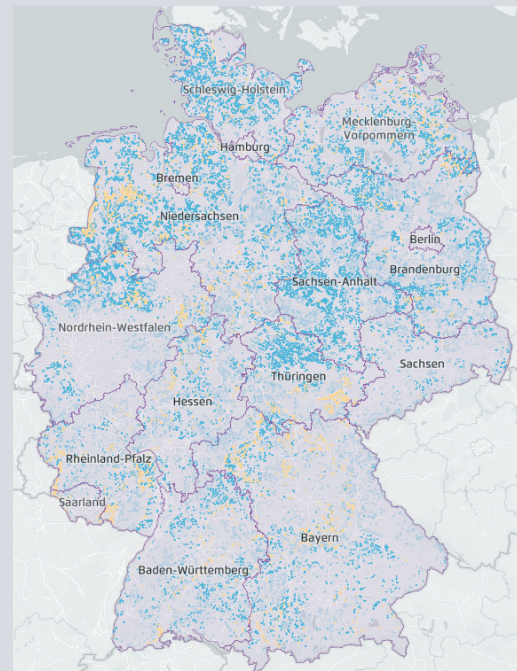 Schleswig-Holstein
Mecklenburg-
Vorpommern
Hamburg
Bremen
Niedersachsen
Berlin
Brandenburg
Sachsen-Anhalt
Nordrhein-Westfalen
Sachsen
Thüringen
Hessen
Rheinland-Pfalz
Saarland
Bayern
Baden-Württemberg